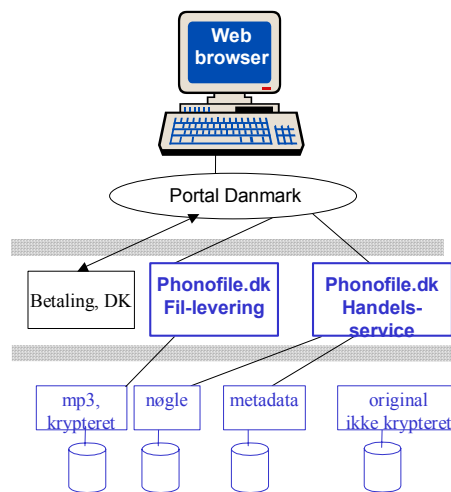 Web
browser
Portal Danmark
Betaling, DK
Phonofile.dk
Fil-levering
Phonofile.dk
Handels-
service
mp3,
krypteret
nøgle
metadata
original
ikke krypteret